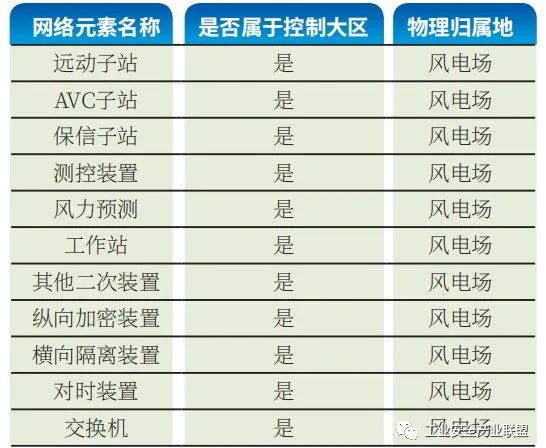 网络元素名称 是否属于控制大区 物理归属地
远动子站 是 风电场
AVC子站 是 风电场
保信子站 是 风电场
测控装置 是 风电场
风力预测 是 风电场
工作站 是 风电场
其他二次装置 是 风电场
纵向加密装置 是 风电场
横向隔离装置 是 风电场
对时装置 是 风电场
交换机 是 风电场
工业安全产业联盟